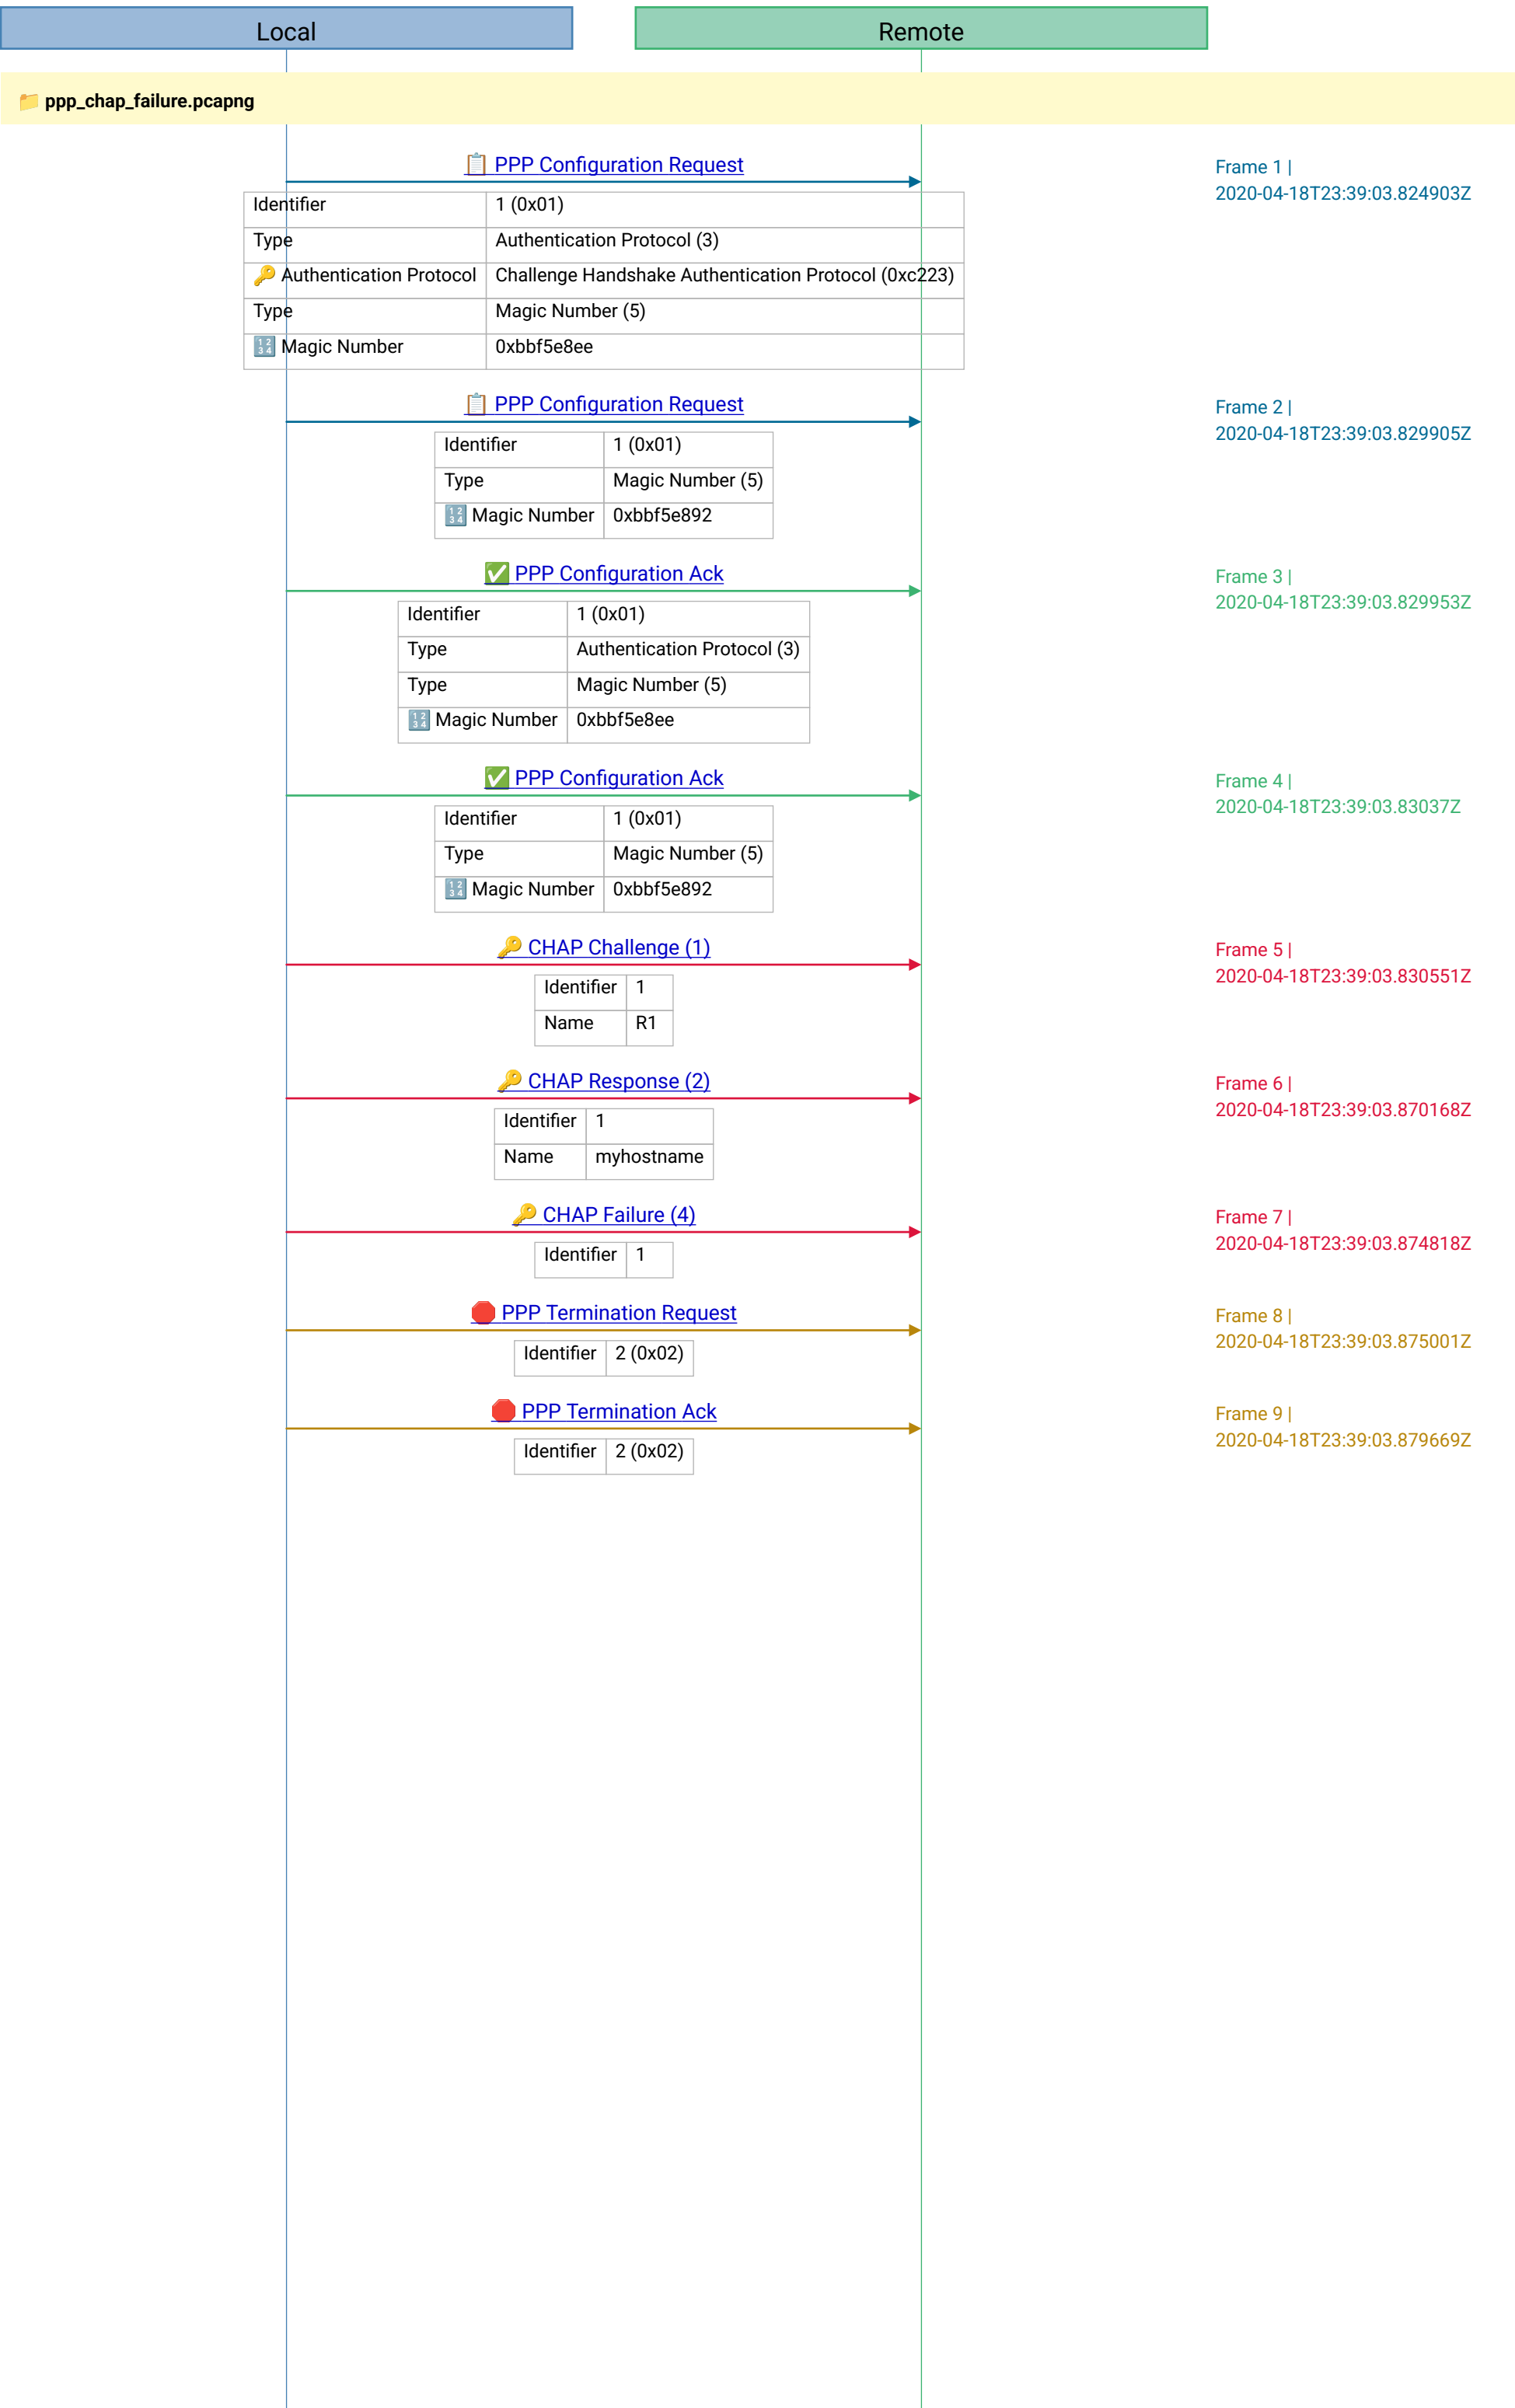 Local
Remote
📁 ppp_chap_failure.pcapng
📋 PPP Configuration Request
Frame 1 |
2020-04-18T23:39:03.824903Z
Identifier 1 (0x01)
Type Authentication Protocol (3)
🔑 Authentication Protocol Challenge Handshake Authentication Protocol (0xc223)
Type Magic Number (5)
🔢 Magic Number 0xbbf5e8ee
📋 PPP Configuration Request
Frame 2 |
2020-04-18T23:39:03.829905Z
Identifier 1 (0x01)
Type Magic Number (5)
🔢 Magic Number 0xbbf5e892
✅ PPP Configuration Ack
Frame 3 |
2020-04-18T23:39:03.829953Z
Identifier 1 (0x01)
Type Authentication Protocol (3)
Type Magic Number (5)
🔢 Magic Number 0xbbf5e8ee
✅ PPP Configuration Ack
Frame 4 |
2020-04-18T23:39:03.83037Z
Identifier 1 (0x01)
Type Magic Number (5)
🔢 Magic Number 0xbbf5e892
🔑 CHAP Challenge (1)
Frame 5 |
2020-04-18T23:39:03.830551Z
Identifier 1
Name R1
🔑 CHAP Response (2)
Frame 6 |
2020-04-18T23:39:03.870168Z
Identifier 1
Name myhostname
🔑 CHAP Failure (4)
Frame 7 |
2020-04-18T23:39:03.874818Z
Identifier 1
🛑 PPP Termination Request
Frame 8 |
2020-04-18T23:39:03.875001Z
Identifier 2 (0x02)
🛑 PPP Termination Ack
Frame 9 |
2020-04-18T23:39:03.879669Z
Identifier 2 (0x02)